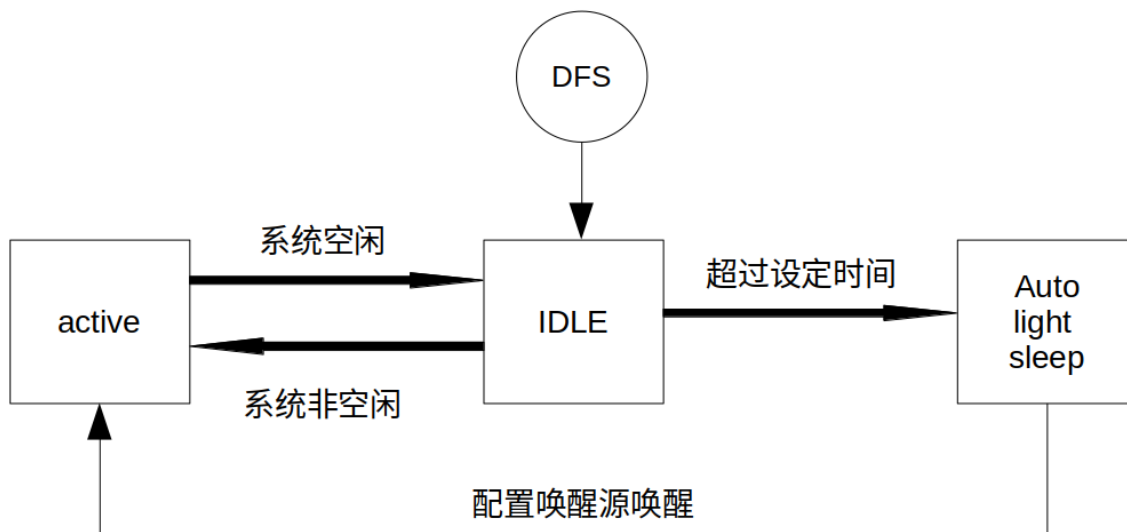 DFS
系统空闲
超过设定时间
active
IDLE
Auto
light
sleep
系统非空闲
配置唤醒源唤醒